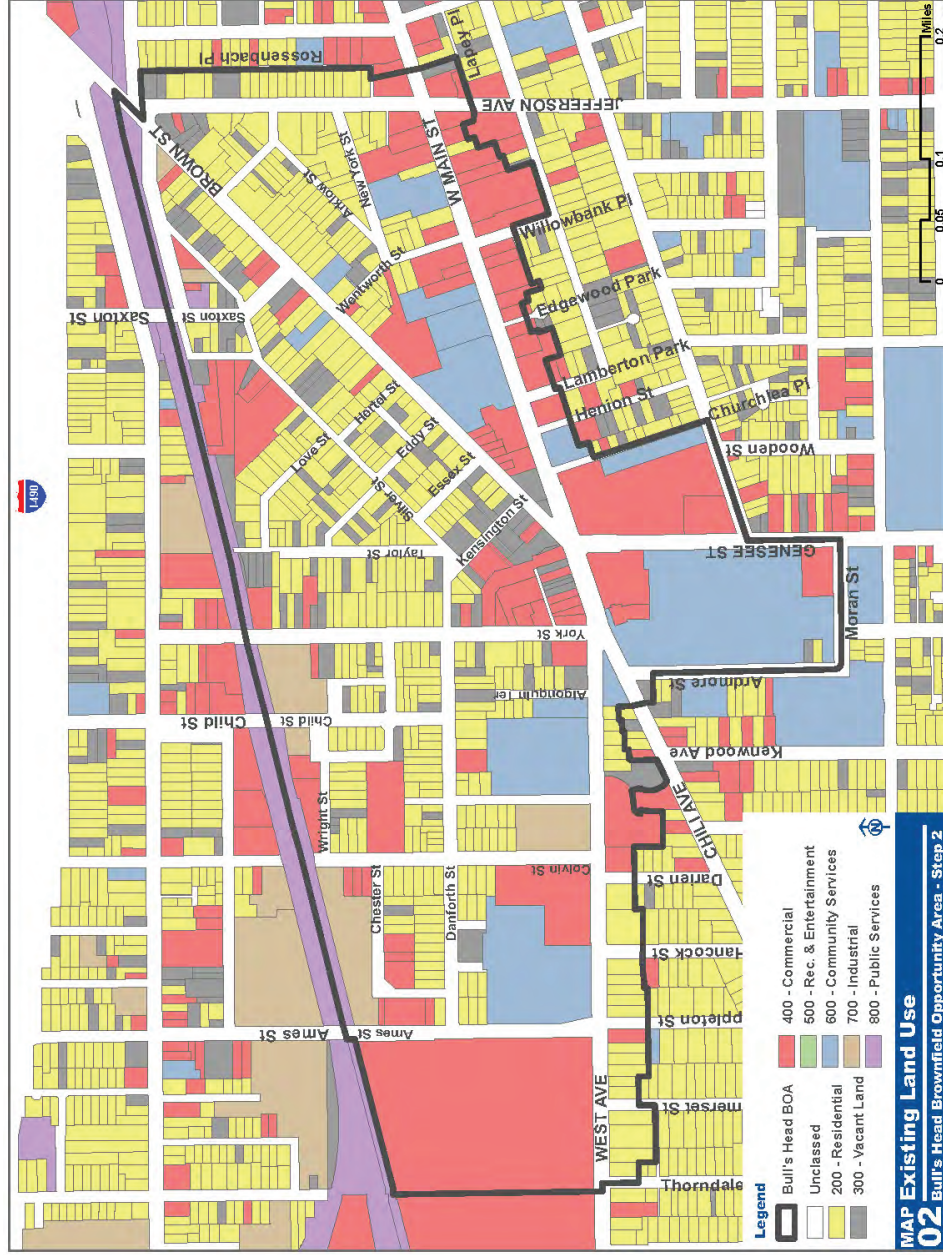 I-490
Rossenbach Pl
Lapey Pl
JEFFERSON AVE
BROWN ST
W MAIN ST
New York St
Arklow St
Willowbank Pl
Wentworth St
Edgewood Park
Saxton St
Saxton St
Saxton St
Lamberton Park
Henion St
Churchlea Pl
Wooden St
Hertel St
Love St
Eddy St
Silver St
Essex St
Kensington St
Taylor St
GENESEE ST
Moran St
York St
Ardmore St
Algonquin Ter
Child St
Child St
Kenwood Ave
Wright St
CHILI AVE
Colvin St
Darien St
Chester St
Danforth St
Hancock St
ppleton St
Ames St
Ames St
WEST AVE
merset St
Thorndale
Miles
0
0.05
0.1
0.2
Legend
Bull's Head BOA
Unclassed
200 - Residential
300 - Vacant Land
400 - Commercial
500 - Rec. & Entertainment
600 - Community Services
700 - Industrial
800 - Public Services
N
MAP Existing Land Use
02 Bull's Head Brownfield Opportunity Area - Step 2